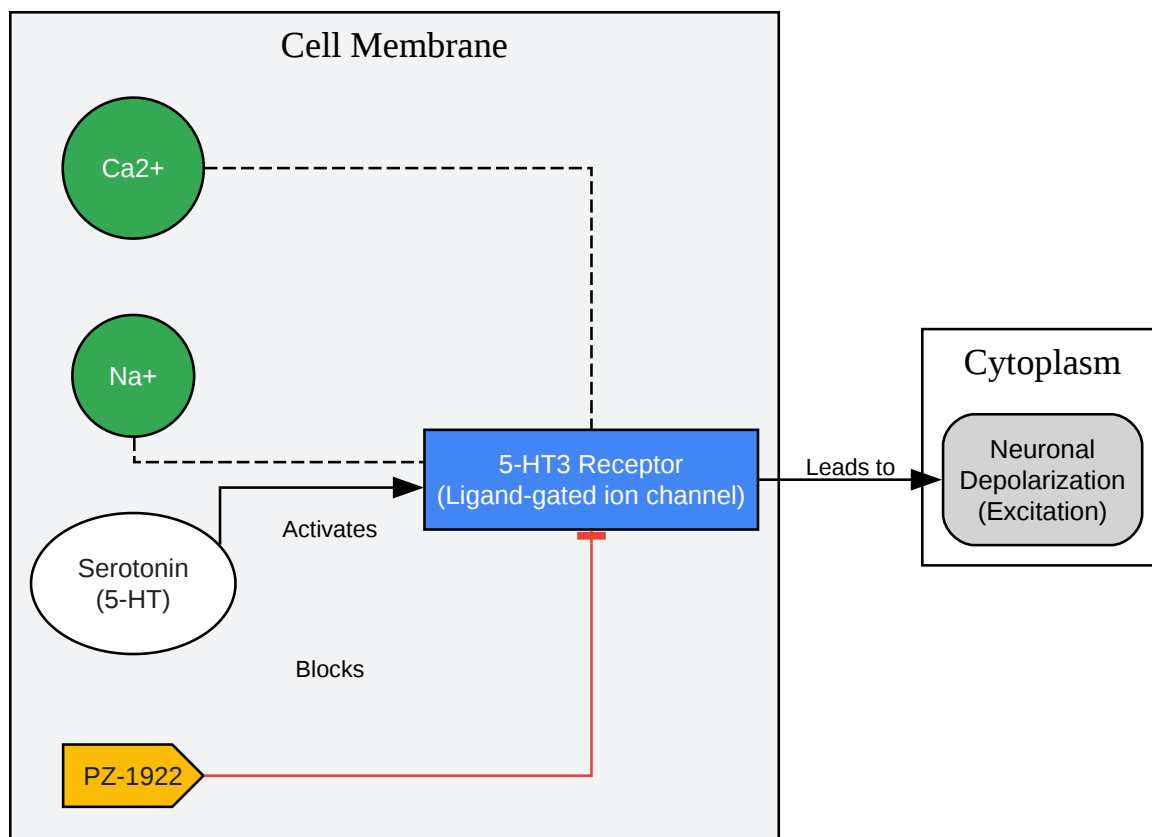 Cell Membrane
Ca2+
Na+
Cytoplasm
5-HT3 Receptor
(Ligand-gated ion channel)
Leads to
Neuronal
Depolarization
(Excitation)
Activates
Serotonin
(5-HT)
Blocks
PZ-1922